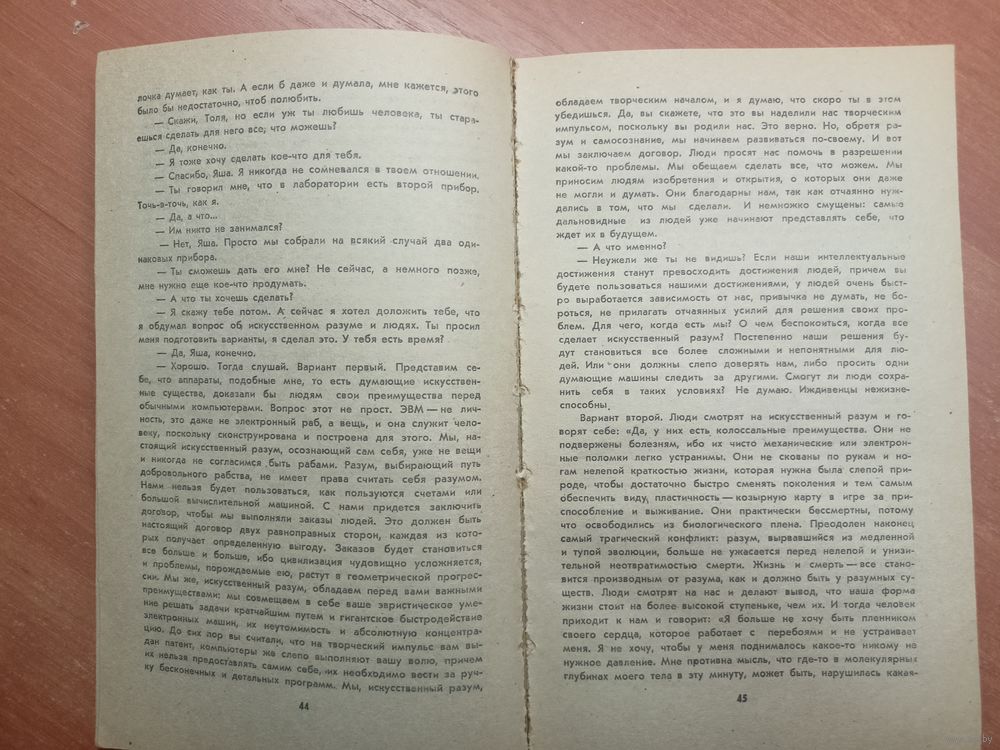 лочка думает, как ты. А если б даже и думала, мне кажется, этого
было бы недостаточно, чтоб полюбить.
— Скажи, Толя, но если уж ты любишь человека, ты стара-
ешься сделать для него все, что можешь?
— Да, конечно.
— Я тоже хочу сделать кое-что для тебя.
— Спасибо, Яша. Я никогда не сомневался в твоем отношении.
— Ты говорил мне, что в лаборатории есть второй прибор.
Точь-в-точь, как я.
— Да, а что...
— Им никто не занимался?
— Нет, Яша. Просто мы собрали на всякий случай два оди-
наковых прибора.
— Ты сможешь дать его мне? Не сейчас, а немного позже,
мне нужно еще кое-что продумать.
— А что ты хочешь сделать?
— Я скажу тебе потом. А сейчас я хотел доложить тебе, что
я обдумал вопрос об искусственном разуме и людях. Ты просил
меня подготовить варианты, я сделал это. У тебя есть время?
— Да, Яша, конечно.
— Хорошо. Тогда слушай. Вариант первый. Представим се-
бе, что аппараты, подобные мне, то есть думающие искусствен-
ные существа, доказали бы людям свои преимущества перед
обычными компьютерами. Вопрос этот не прост. ЭВМ — не лич-
ность, это даже не электронный раб, а вещь, и она служит чело-
веку, поскольку сконструирована и построена для этого. Мы, на-
стоящий искусственный разум, осознающий сам себя, уже не вещи
и никогда не согласимся быть рабами. Разум, выбирающий путь
добровольного рабства, не имеет права считать себя разумом.
Нами нельзя будет пользоваться, как пользуются счетами или
большой вычислительной машиной. С нами придется заключить
договор, чтобы мы выполняли заказы людей. Это должен быть
настоящий договор двух равноправных сторон, каждая из кото-
рых получает определенную выгоду. Заказов будет становиться
все больше и больше, ибо цивилизация чудовищно усложняется,
и проблемы, порождаемые ею, растут в геометрической прогрес-
сии. Мы же, искусственный разум, обладаем перед вами важными
преимуществами: мы совмещаем в себе ваше эвристическое уме-
ние решать задачи кратчайшим путем и гигантское быстродействие
электронных машин, их неутомимость и абсолютную концентра-
цию. До сих пор вы считали, что на творческий импульс вам вы-
дан патент, компьютеры же слепо выполняют вашу волю, причем
их нельзя предоставлять самим себе, их необходимо вести за руч-
ку бесконечных и детальных программ. Мы, искусственный разум,
44
обладаем творческим началом, и я думаю, что скоро ты в этом
убедишься. Да, вы скажете, что это вы наделили нас творческим
импульсом, поскольку вы родили нас. Это верно. Но, обретя ра-
зум и самосознание, мы начинаем развиваться по-своему. И вот
мы заключаем договор. Люди просят нас помочь в разрешении
какой-то проблемы. Мы обещаем сделать все, что можем. Мы
приносим людям изобретения и открытия, о которых они даже
не могли и думать. Они благодарны нам, так как отчаянно нуж-
дались в том, что мы сделали. И немножко смущены: самые
дальновидные из людей уже начинают представлять себе, что
ждет их в будущем.
— А что именно?
— Неужели же ты не видишь? Если наши интеллектуальные
достижения станут превосходить достижения людей, причем вы
будете пользоваться нашими достижениями, у людей очень быст-
ро выработается зависимость от нас, привычка не думать, не бо-
роться, не прилагать отчаянных усилий для решения своих про-
блем. Для чего, когда есть мы? О чем беспокоиться, когда все
сделает искусственный разум? Постепенно наши решения бу-
дут становиться все более сложными и непонятными для лю-
дей. Или они должны слепо доверять нам, либо просить одни
думающие машины следить за другими. Смогут ли люди сохра-
нить себя в таких условиях? Не думаю. Иждивенцы нежизне-
способны.
Вариант второй. Люди смотрят на искусственный разум и го-
ворят себе: «Да, у них есть колоссальные преимущества. Они не
подвержены болезням, ибо их чисто механические или электрон-
ные поломки легко устранимы. Они не скованы по рукам и но-
гам нелепой краткостью жизни, которая нужна была слепой при-
роде, чтобы достаточно быстро сменять поколения и тем самым
обеспечить виду пластичность — козырную карту в игре за при-
способление и выживание. Они практически бессмертны, потому
что освободились из биологического плена. Преодолен наконец
самый трагический конфликт: разум, вырвавшийся из медленной
и тупой эволюции, больше не ужасается перед нелепой и унизи-
тельной неотвратимостью смерти. Жизнь и смерть — все стано-
вится производным от разума, как и должно быть у разумных су-
ществ. Люди смотрят на нас и делают вывод, что наша форма
жизни стоит на более высокой ступеньке, чем их. И тогда человек
приходит к нам и говорит: «Я больше не хочу быть пленником
своего сердца, которое работает с перебоями и не устраивает
меня. Я не хочу, чтобы у меня поднималось какое-то никому не
нужное давление. Мне противна мысль, что где-то в молекулярных
глубинах моего тела в эту минуту, может быть, нарушилась какая-
45